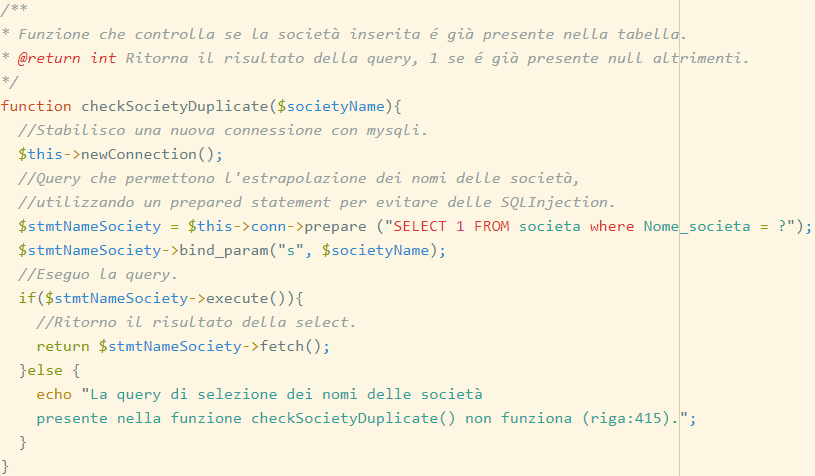 /**
* Funzione che controlla se la società inserita é già presente nella tabella.
* @return int Ritorna il risultato della query, 1 se é già presente null altrimenti.
*/
function checkSocietyDuplicate($societyName){
  //Stabilisco una nuova connessione con mysqli.
  $this->newConnection();
  //Query che permettono l'estrapolazione dei nomi delle società,
  //utilizzando un prepared statement per evitare delle SQLInjection.
  $stmtNameSociety = $this->conn->prepare ("SELECT 1 FROM societa where Nome_societa = ?");
  $stmtNameSociety->bind_param("s", $societyName);
  //Eseguo la query.
  if($stmtNameSociety->execute()){
    //Ritorno il risultato della select.
    return $stmtNameSociety->fetch();
  }else {
    echo "La query di selezione dei nomi delle società
    presente nella funzione checkSocietyDuplicate() non funziona (riga:415).";
  }
}